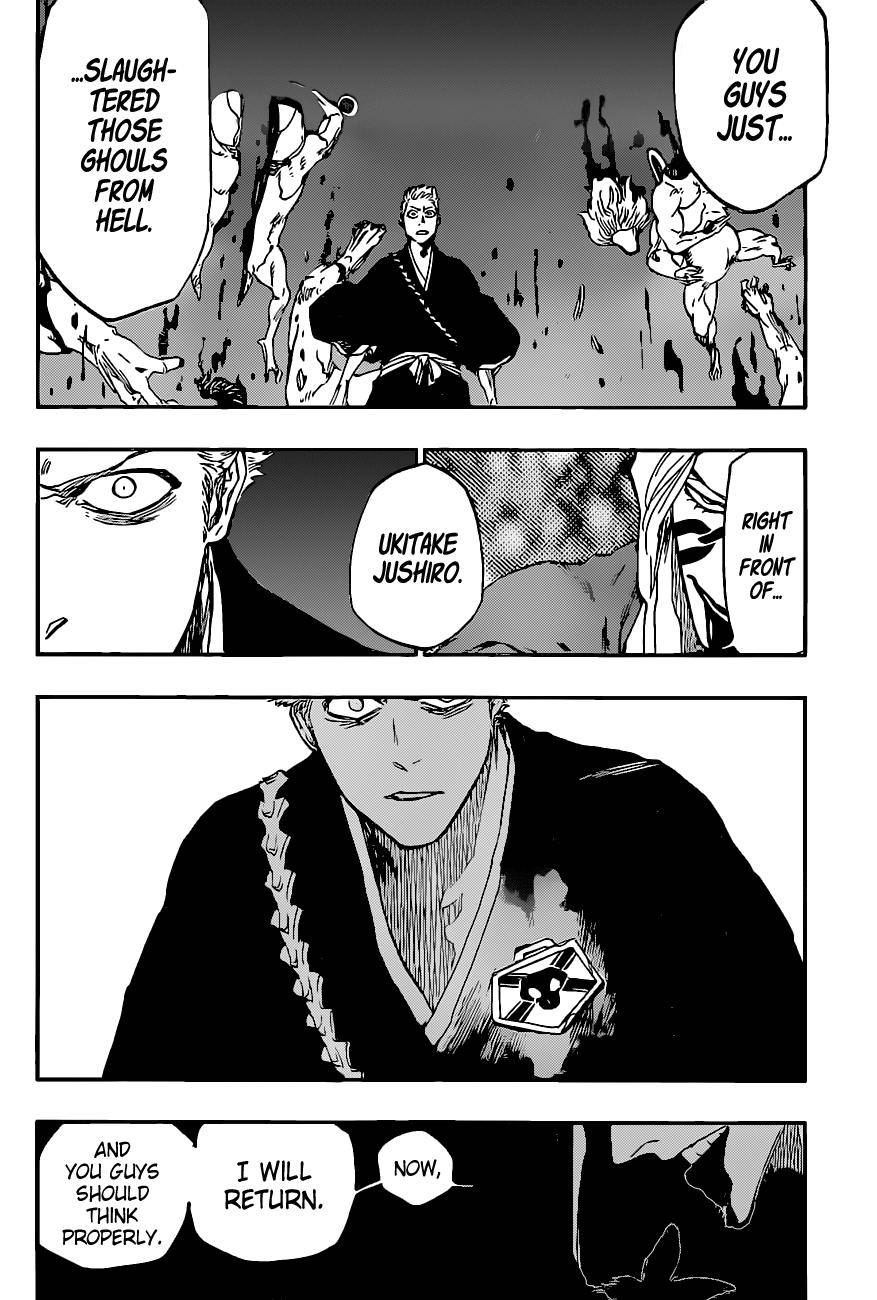 YOU
GUYS
JUST...
...SLAUGH-
TERED
THOSE
GHOULS
FROM
HELL.
RIGHT
IN
FRONT
OF...
UKITAKE
JUSHIRO.
NOW,
I WILL
RETURN.
AND
YOU GUYS
SHOULD
THINK
PROPERLY.